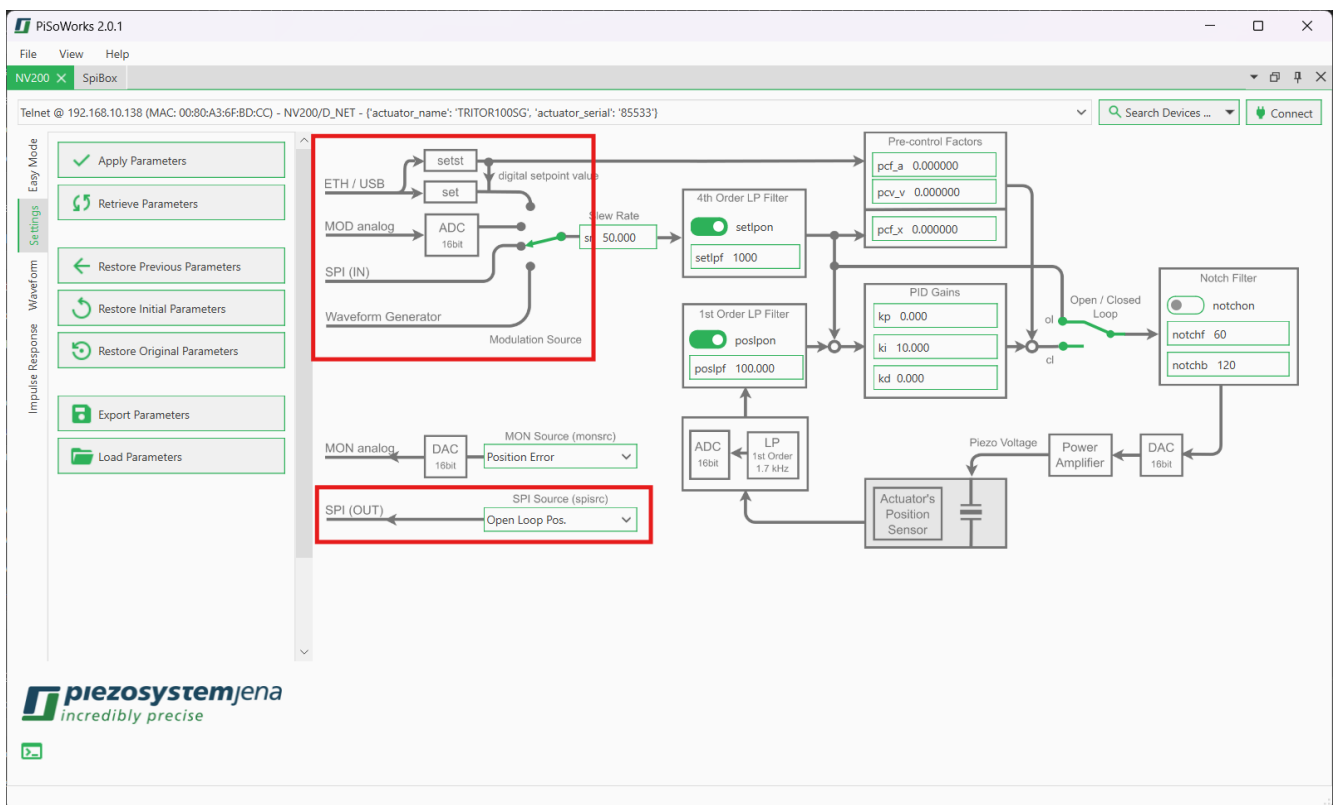 PiSoWorks 2.0.1
File View Help
NV200 SpiBox
Telnet @ 192.168.10.138 (MAC: 00:80:A3:6F:BD:CC) - NV200/D_NET - {'actuator_name': 'TRITOR100SG', 'actuator_serial': '85533'}
Search Devices ...
Connect
Easy Mode
Settings
Waveform
Impulse Response
Apply Parameters
Retrieve Parameters
Restore Previous Parameters
Restore Initial Parameters
Restore Original Parameters
Export Parameters
Load Parameters
ETH / USB
setst
set
digital setpoint value
MOD analog
ADC
16bit
SPI (IN)
Waveform Generator
Modulation Source
Slew Rate
sr 50.000
4th Order LP Filter
setlpon
setlpf 1000
Pre-control Factors
pcf_a 0.000000
pcv_v 0.000000
pcf_x 0.000000
1st Order LP Filter
poslpon
poslpf 100.000
PID Gains
kp 0.000
ki 10.000
kd 0.000
Open / Closed
Loop
ol
cl
Notch Filter
notchon
notchf 60
notchb 120
MON analog
DAC
16bit
MON Source (monsrc)
Position Error
SPI (OUT)
SPI Source (spisrc)
Open Loop Pos.
ADC
16bit
LP
1st Order
1.7 kHz
Piezo Voltage
Power
Amplifier
DAC
16bit
Actuator's
Position
Sensor
piezosystemjena
incredibly precise